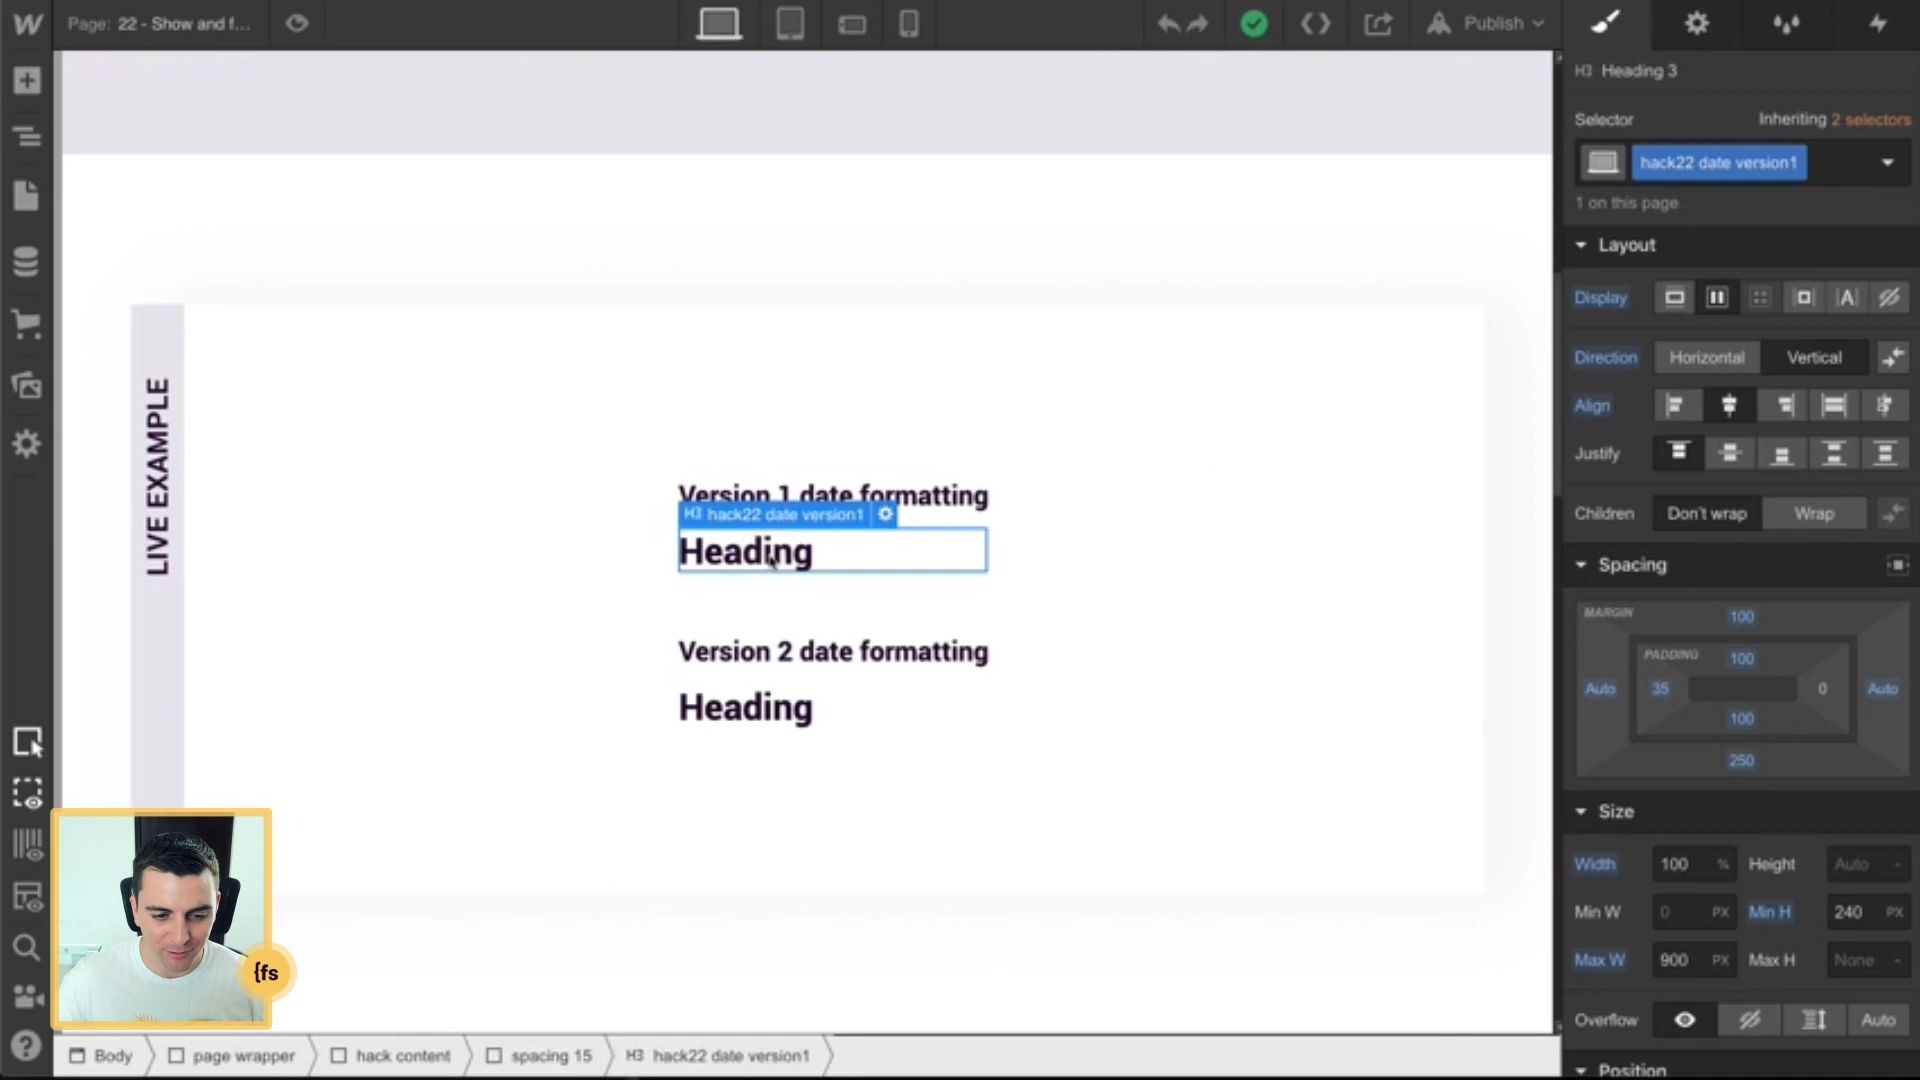 W
Page: 22 - Show and f...
Publish
LIVE EXAMPLE
Version 1 date formatting
H3 hack22 date version1
Heading
Version 2 date formatting
Heading
{fs
Body
page wrapper
hack content
spacing 15
H3 hack22 date version1
H3 Heading 3
Selector
Inheriting 2 selectors
hack22 date version1
1 on this page
Layout
Display
Direction Horizontal Vertical
Align
Justify
Children Don't wrap Wrap
Spacing
MARGIN
100
PADDING
100
Auto 35 0 Auto
100
250
Size
Width 100 % Height Auto -
Min W 0 PX Min H 240 PX
Max W 900 PX Max H None -
Overflow Auto
Position